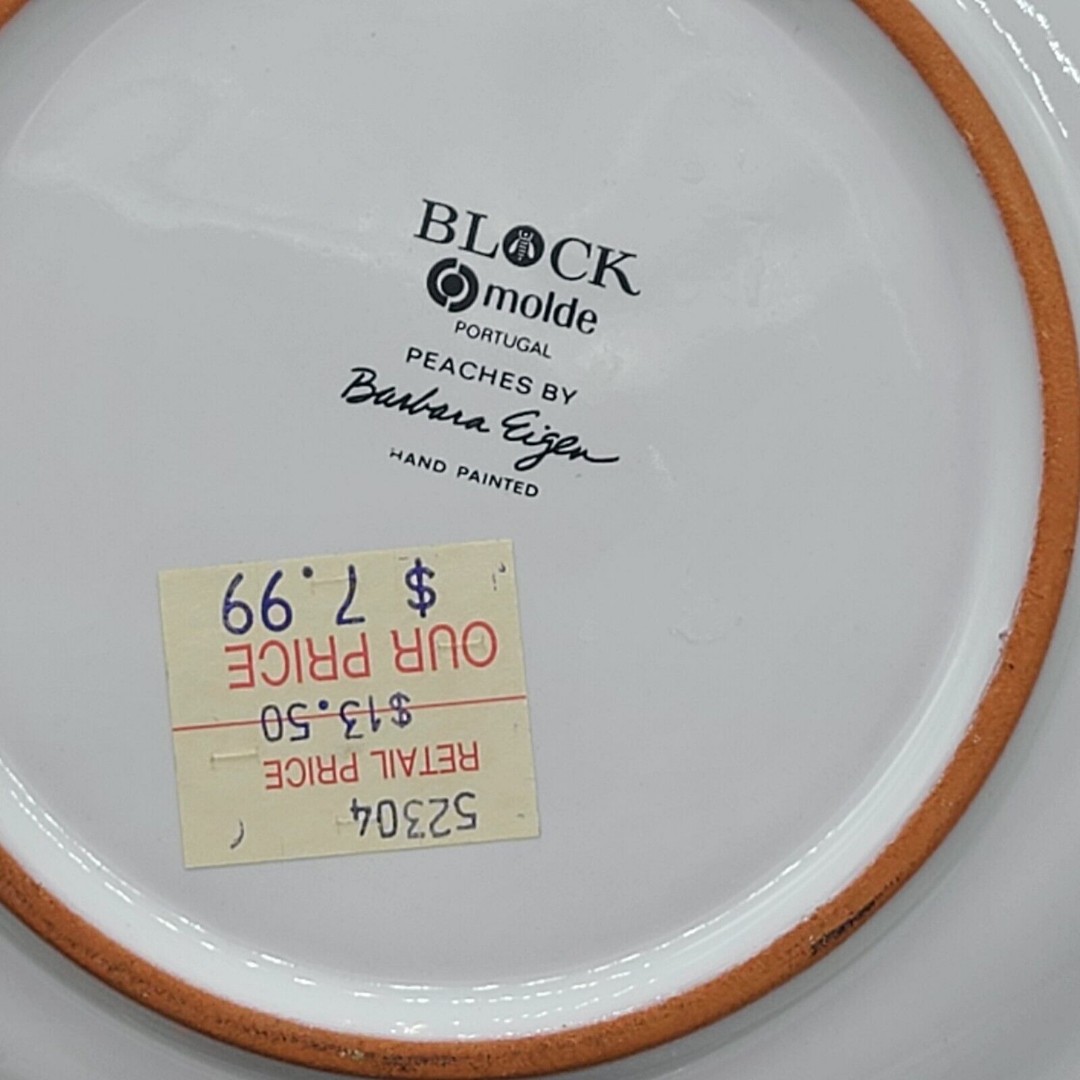 BLOCK
molde
PORTUGAL
PEACHES BY
Barbara Eigen
HAND PAINTED
52304
RETAIL PRICE
$13.50
OUR PRICE
$ 7.99